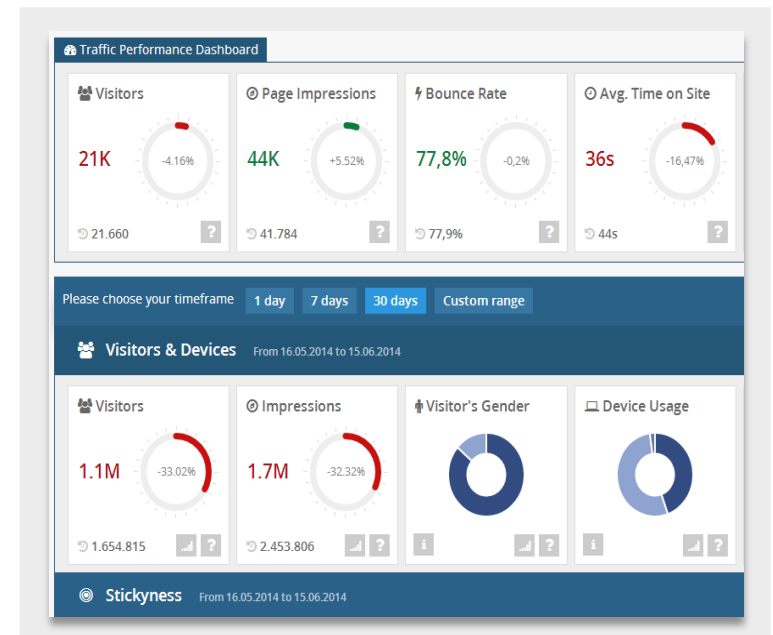 Traffic Performance Dashboard
Visitors
Page Impressions
Bounce Rate
Avg. Time on Site
21K
-4.16%
44K
+5.52%
77,8%
-0,2%
36s
-16,47%
21.660
?
41.784
?
77,9%
?
44s
?
Please choose your timeframe
1 day
7 days
30 days
Custom range
Visitors & Devices From 16.05.2014 to 15.06.2014
Visitors
Impressions
Visitor's Gender
Device Usage
1.1M
-33.02%
1.7M
-32.32%
1.654.815
?
2.453.806
?
i
?
i
?
Stickyness From 16.05.2014 to 15.06.2014